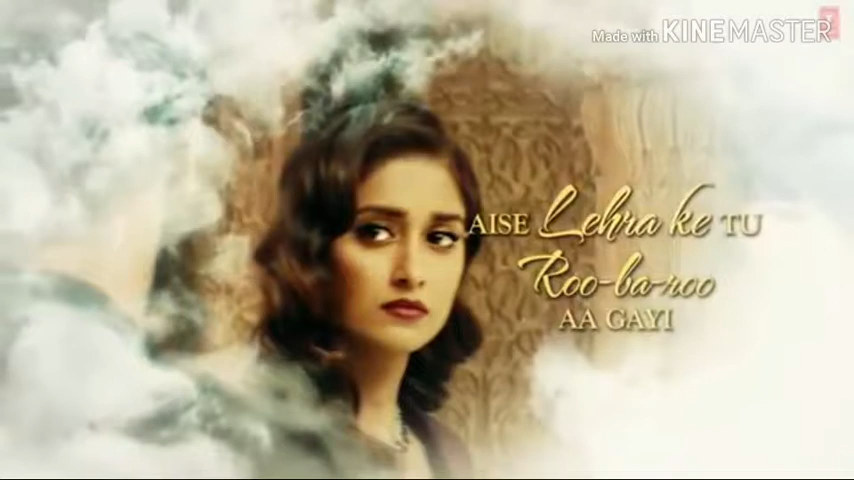 Made with KINEMASTER
AISE Lehra ke TU
Roo-ba-roo
AA GAYI